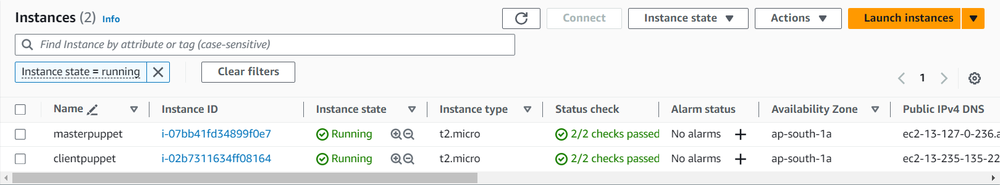 Instances (2) Info
Connect Instance state Actions Launch instances
Find Instance by attribute or tag (case-sensitive)
Instance state = running Clear filters
1
Name Instance ID Instance state Instance type Status check Alarm status Availability Zone Public IPv4 DNS
masterpuppet i-07bb41fd34899f0e7 Running t2.micro 2/2 checks passed No alarms + ap-south-1a ec2-13-127-0-236.a
clientpuppet i-02b7311634ff08164 Running t2.micro 2/2 checks passed No alarms + ap-south-1a ec2-13-235-135-22